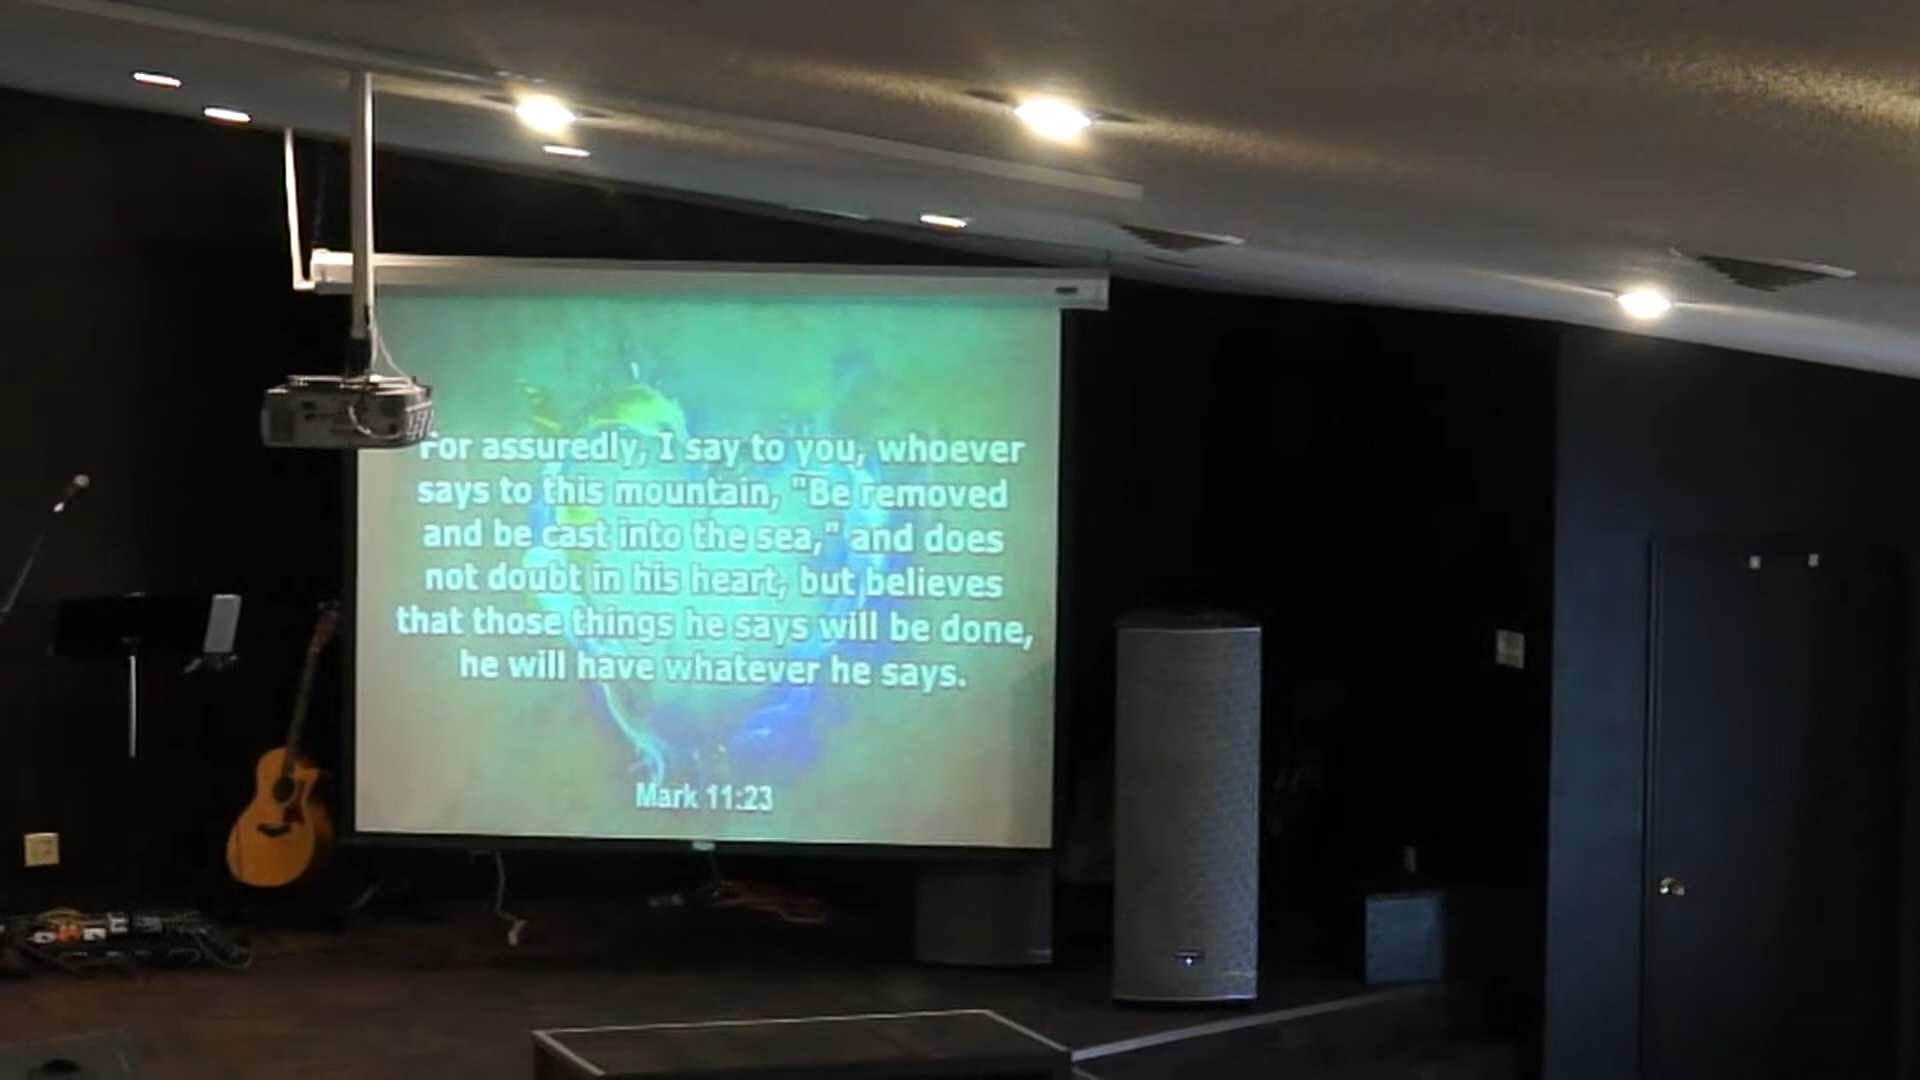 For assuredly, I say to you, whoever
says to this mountain, "Be removed
and be cast into the sea," and does
not doubt in his heart, but believes
that those things he says will be done,
he will have whatever he says.
Mark 11:23